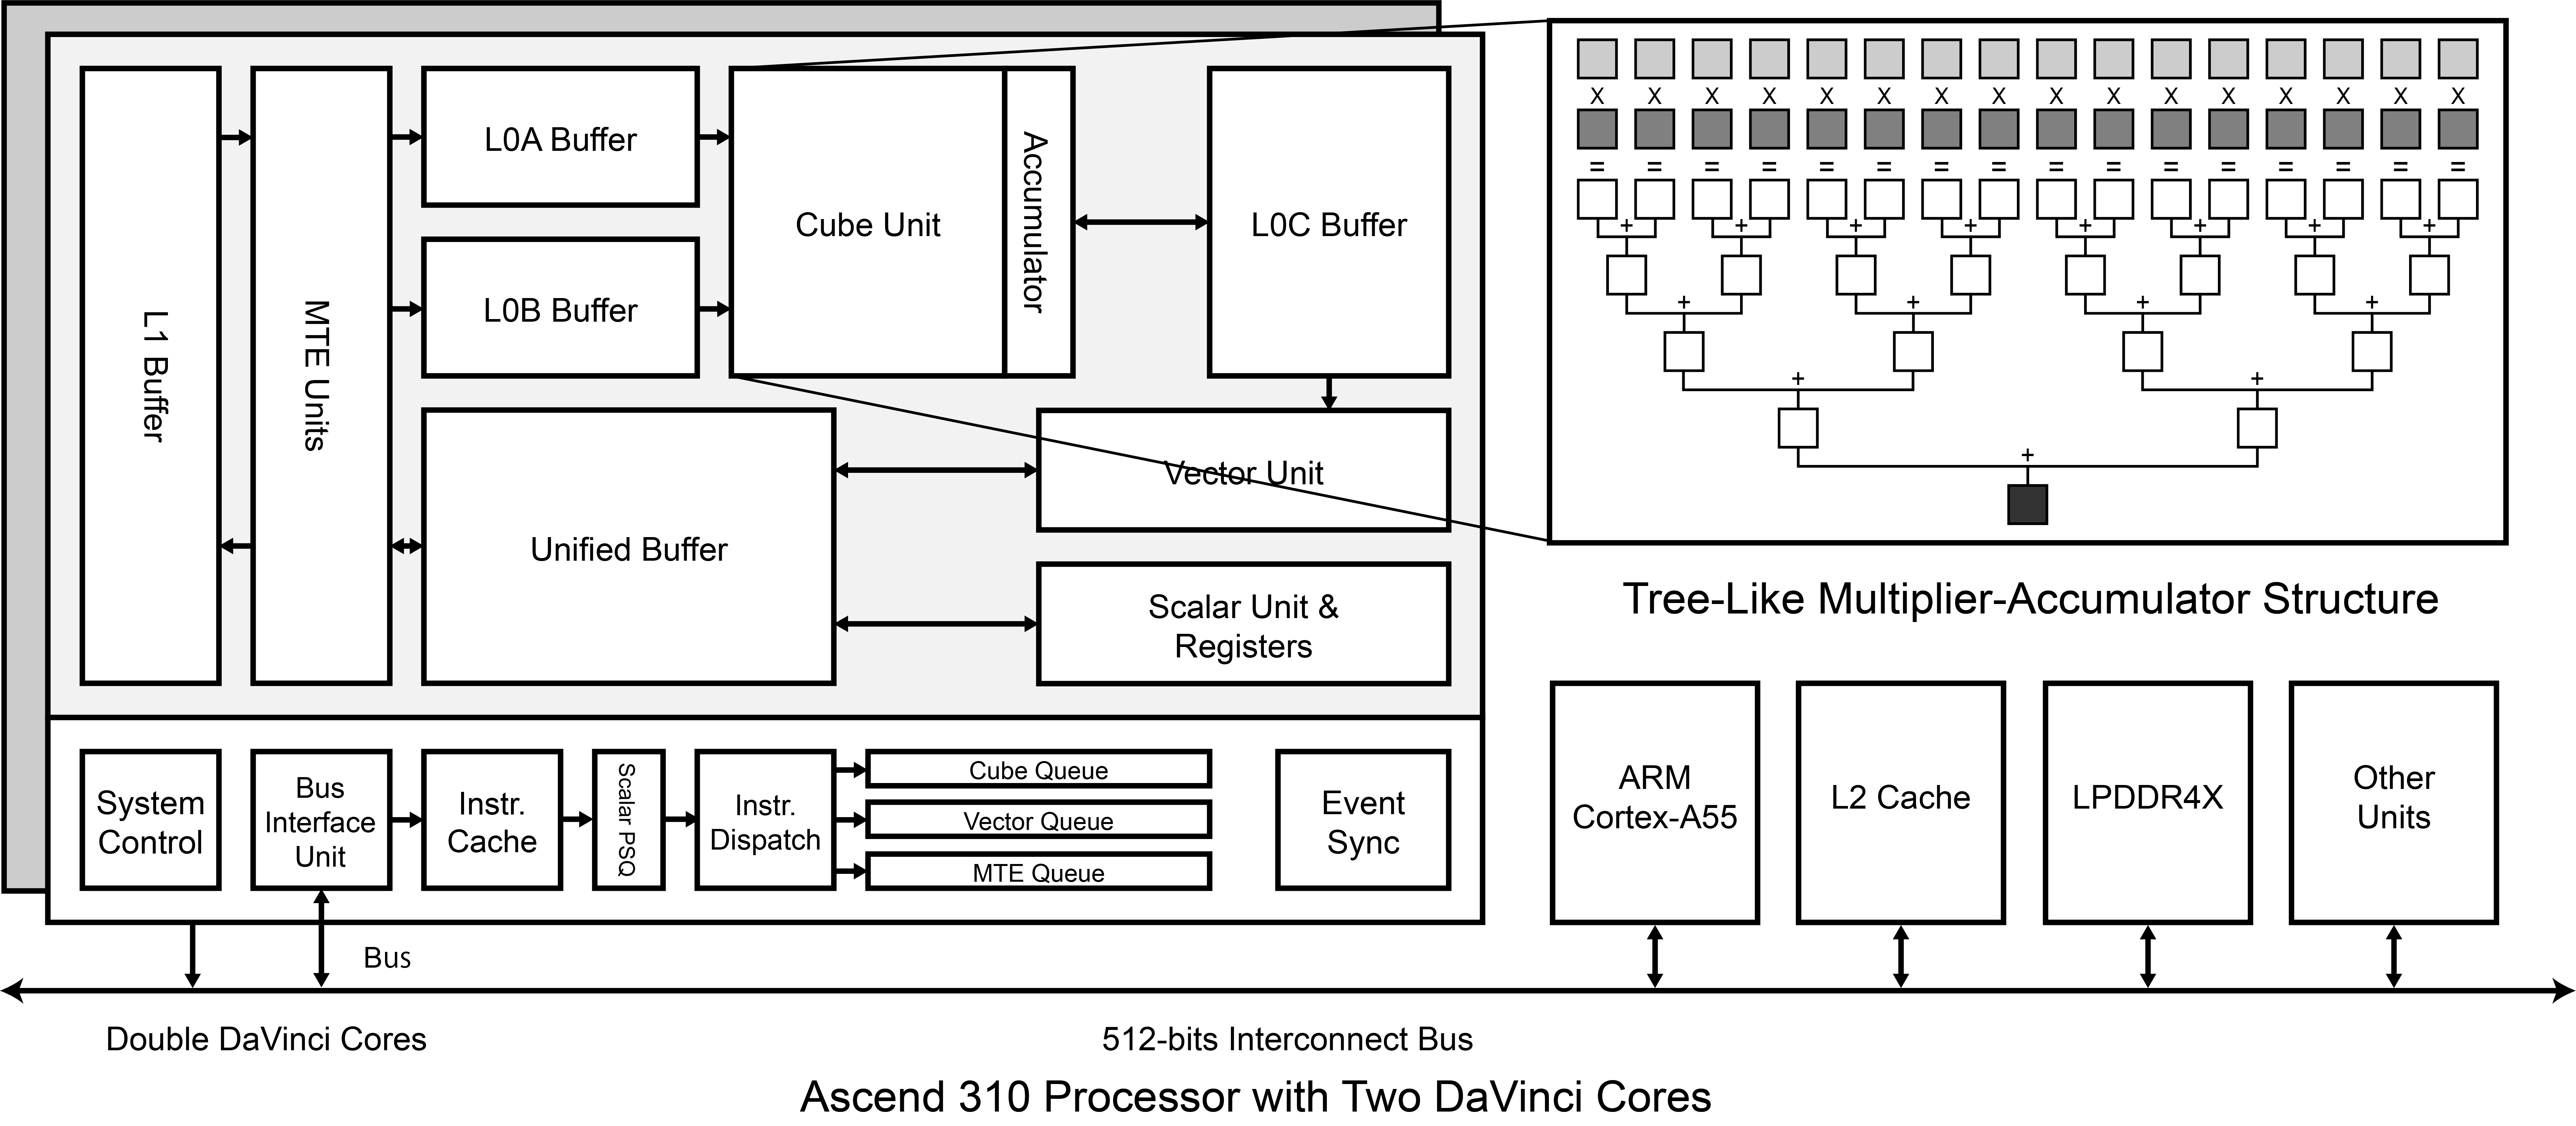 L1 Buffer
MTE Units
L0A Buffer
L0B Buffer
Cube Unit
Accumulator
L0C Buffer
Unified Buffer
Vector Unit
Scalar Unit &
Registers
System
Control
Bus
Interface
Unit
Instr.
Cache
Scalar PSQ
Instr.
Dispatch
Cube Queue
Vector Queue
MTE Queue
Event
Sync
X X X X X X X X X X X X X X X X
= = = = = = = = = = = = = = = =
+ + + + + + + +
+ + + +
+ +
+
Tree-Like Multiplier-Accumulator Structure
ARM
Cortex-A55
L2 Cache
LPDDR4X
Other
Units
Bus
Double DaVinci Cores
512-bits Interconnect Bus
Ascend 310 Processor with Two DaVinci Cores